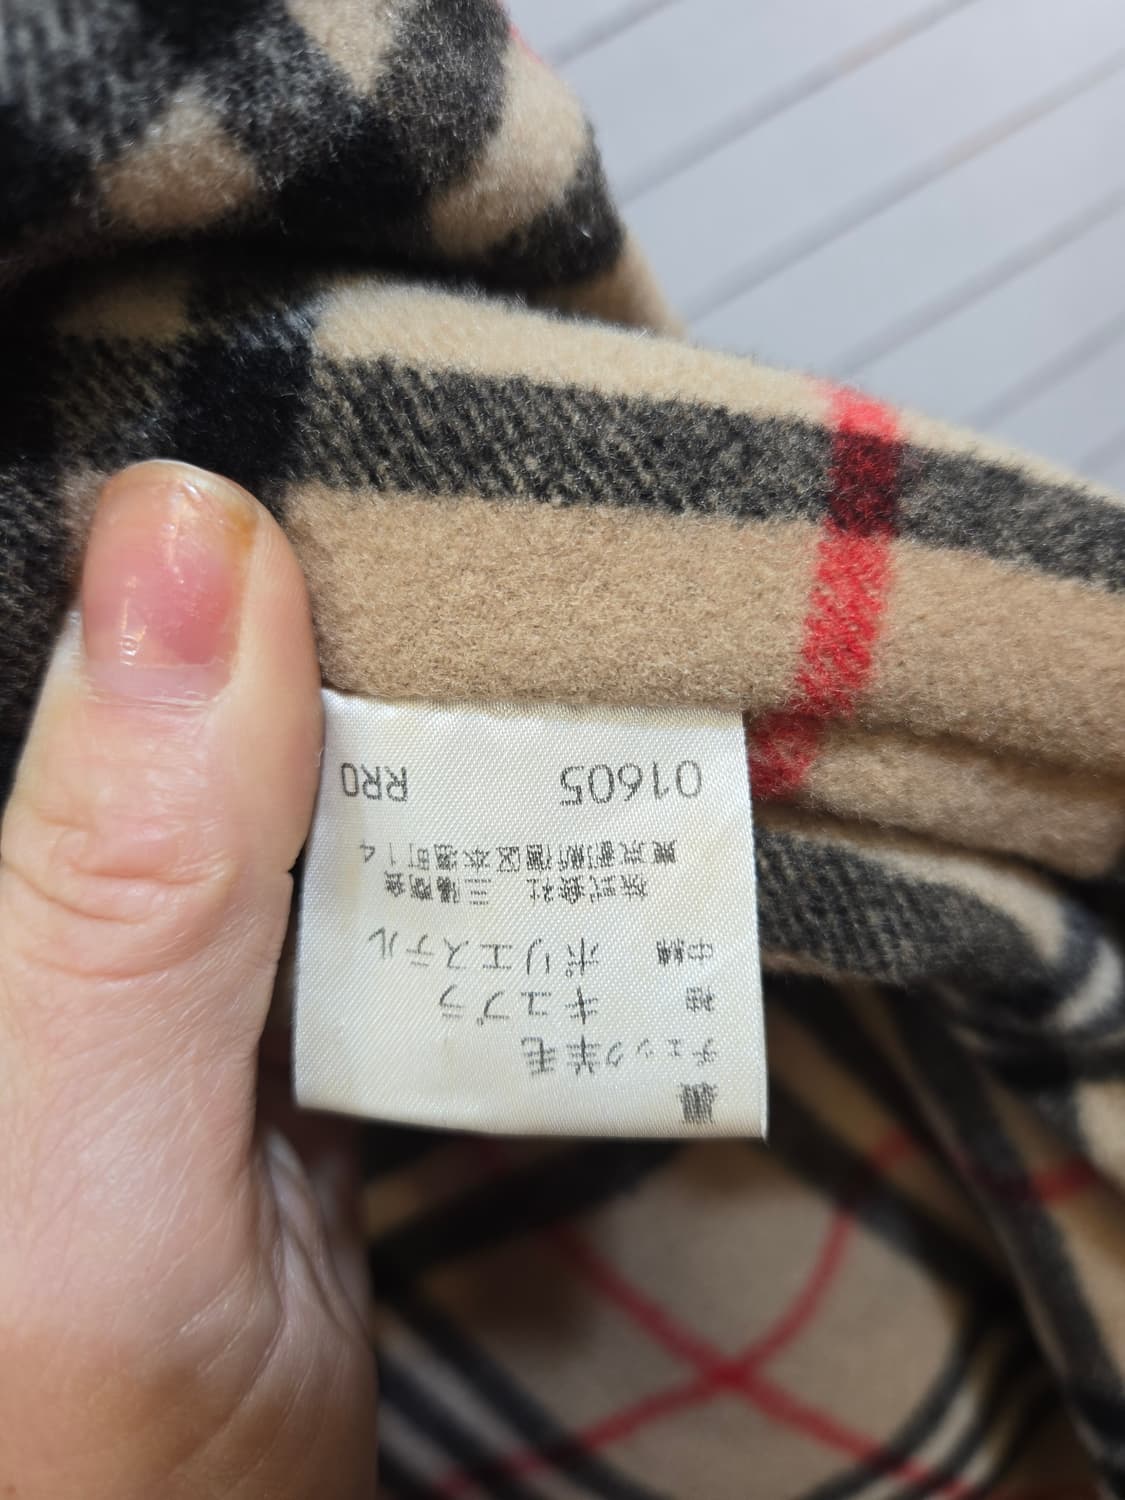 裏
チェック羊毛
袖　キュプラ
中綿　ポリエステル
株式会社 三陽商会
東京都新宿区本塩町14
01605 RRO